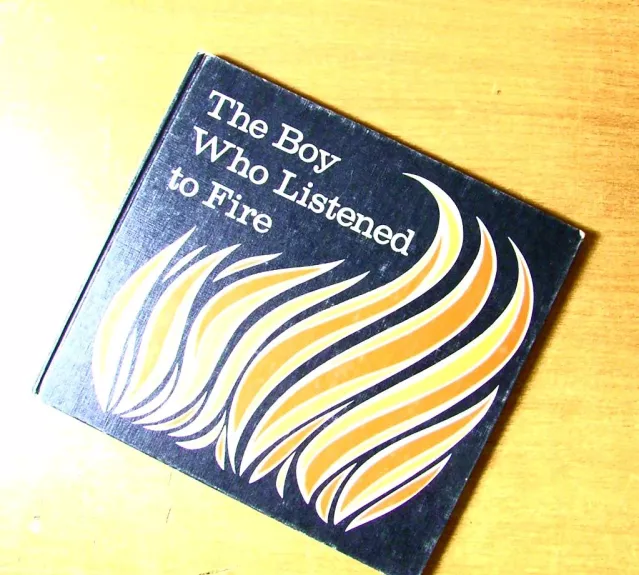 The Boy
Who Listened
to Fire